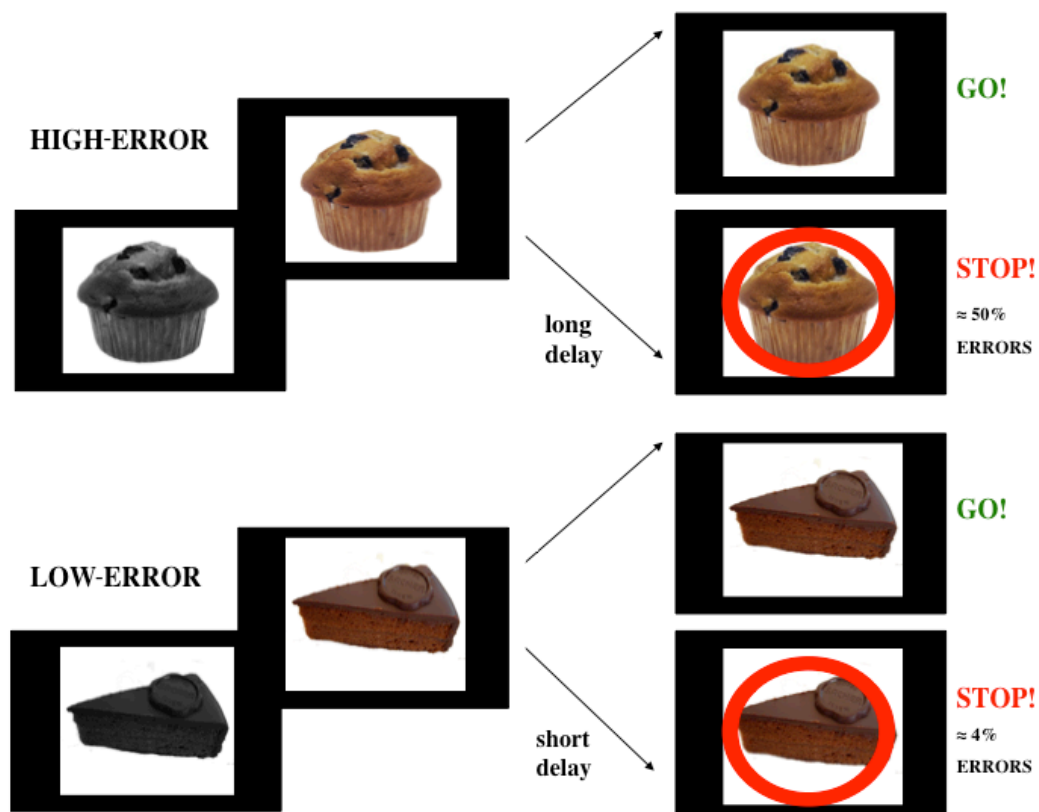 HIGH-ERROR
GO!
long
delay
STOP!
≈ 50%
ERRORS
LOW-ERROR
GO!
short
delay
STOP!
≈ 4%
ERRORS